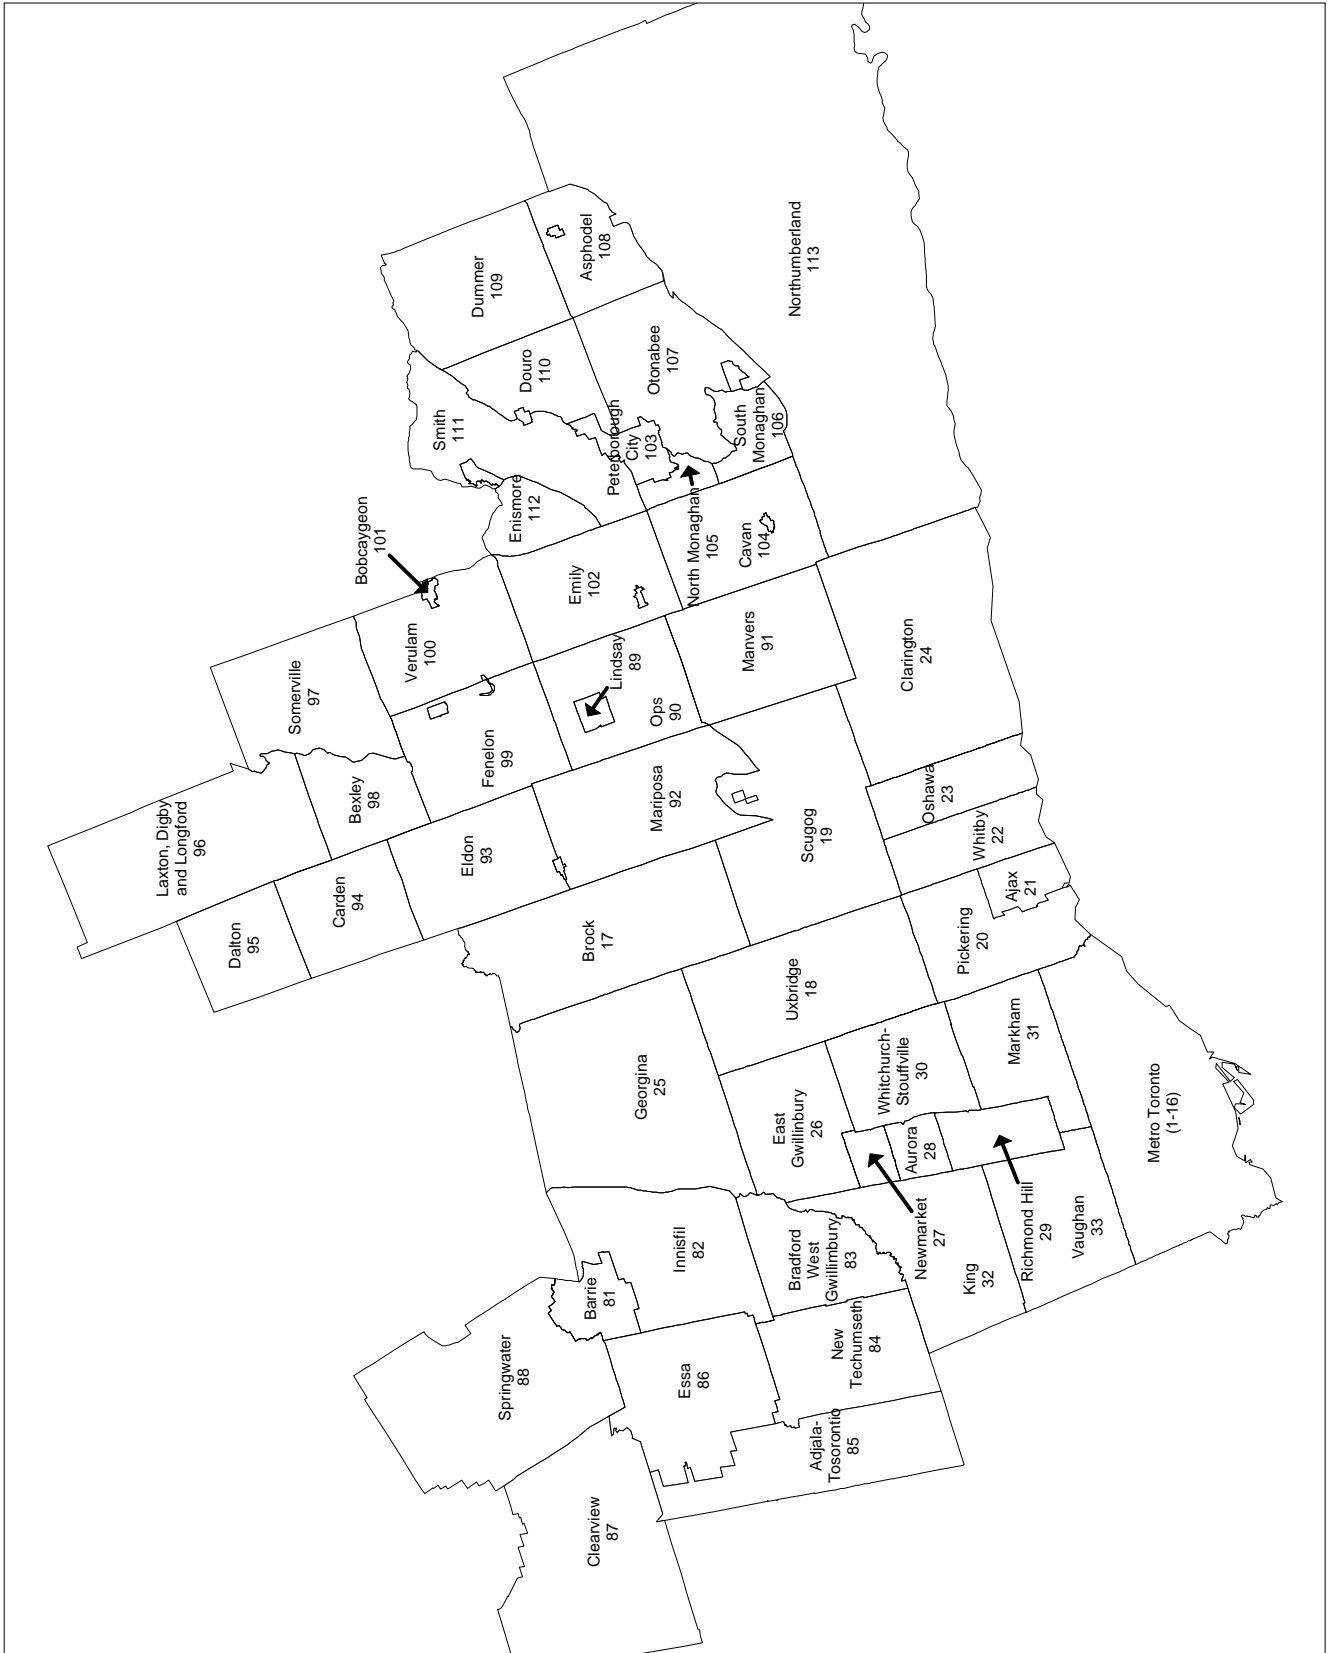 Laxton, Digby
and Longford
96
Dalton
95
Carden
94
Somerville
97
Bexley
98
Eldon
93
Fenelon
99
Verulam
100
Bobcaygeon
101
Mariposa
92
Ops
90
Lindsay
89
Emily
102
Enismore
112
Smith
111
Douro
110
Dummer
109
Asphodel
108
Otonabee
107
Peterborough
City
103
South
Monaghan
106
North Monaghan
105
Cavan
104
Manvers
91
Northumberland
113
Clarington
24
Scugog
19
Oshawa
23
Whitby
22
Ajax
21
Pickering
20
Brock
17
Uxbridge
18
Georgina
25
East
Gwillinbury
26
Whitchurch-
Stouffville
30
Markham
31
Aurora
28
Newmarket
27
Richmond Hill
29
Vaughan
33
King
32
Metro Toronto
(1-16)
Bradford
West
Gwillimbury
83
Innisfil
82
Barrie
81
Springwater
88
Essa
86
New
Techumseth
84
Adjala-
Tosorontio
85
Clearview
87